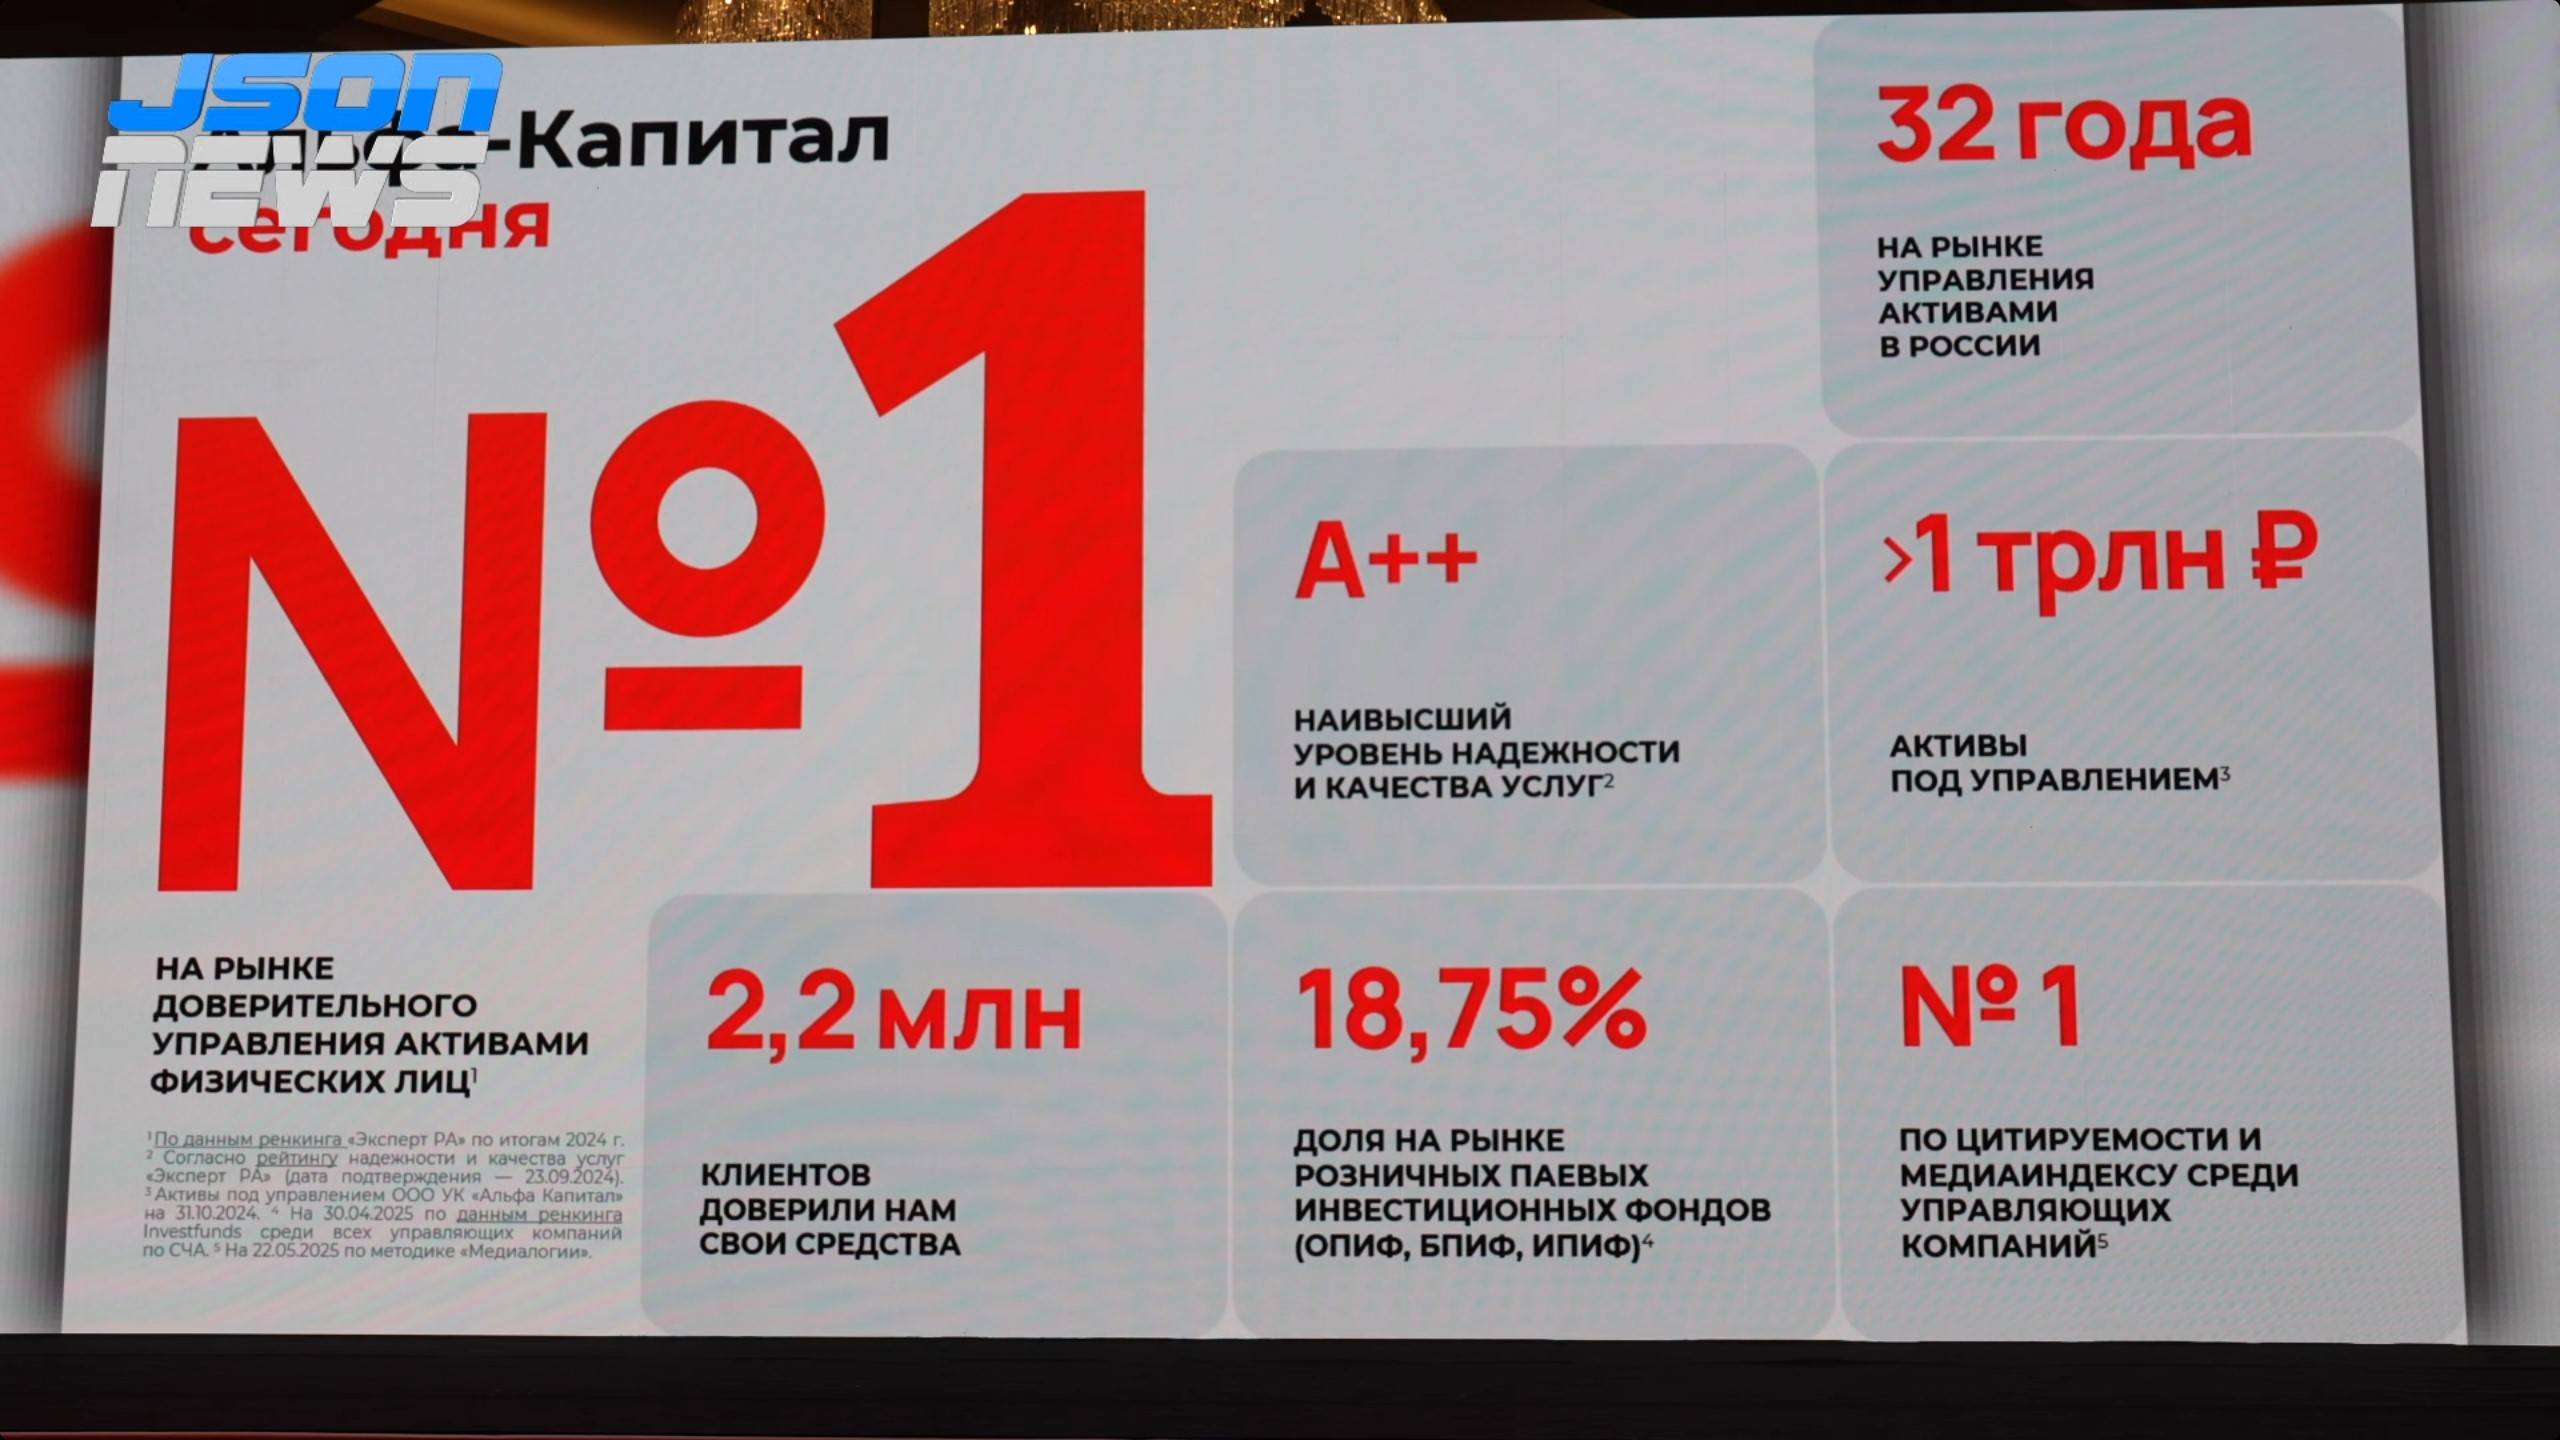 JSON
NEWS
Альфа-Капитал
сегодня
№1
НА РЫНКЕ
ДОВЕРИТЕЛЬНОГО
УПРАВЛЕНИЯ АКТИВАМИ
ФИЗИЧЕСКИХ ЛИЦ¹
¹ По данным ренкинга «Эксперт РА» по итогам 2024 г.
² Согласно рейтингу надежности и качества услуг
«Эксперт РА» (дата подтверждения — 23.09.2024).
³ Активы под управлением ООО УК «Альфа Капитал»
на 31.10.2024. ⁴ На 30.04.2025 по данным ренкинга
Investfunds среди всех управляющих компаний
по СЧА. ⁵ На 22.05.2025 по методике «Медиалогии».
32 года
НА РЫНКЕ
УПРАВЛЕНИЯ
АКТИВАМИ
В РОССИИ
А++
НАИВЫСШИЙ
УРОВЕНЬ НАДЕЖНОСТИ
И КАЧЕСТВА УСЛУГ²
>1 трлн ₽
АКТИВЫ
ПОД УПРАВЛЕНИЕМ³
2,2 млн
КЛИЕНТОВ
ДОВЕРИЛИ НАМ
СВОИ СРЕДСТВА
18,75%
ДОЛЯ НА РЫНКЕ
РОЗНИЧНЫХ ПАЕВЫХ
ИНВЕСТИЦИОННЫХ ФОНДОВ
(ОПИФ, БПИФ, ИПИФ)⁴
№ 1
ПО ЦИТИРУЕМОСТИ И
МЕДИАИНДЕКСУ СРЕДИ
УПРАВЛЯЮЩИХ
КОМПАНИЙ⁵